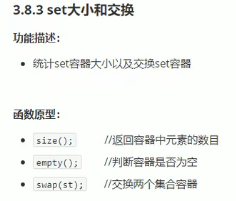 3.8.3 set大小和交换
功能描述：
统计set容器大小以及交换set容器
函数原型：
size(); //返回容器中元素的数目
empty(); //判断容器是否为空
swap(st); //交换两个集合容器